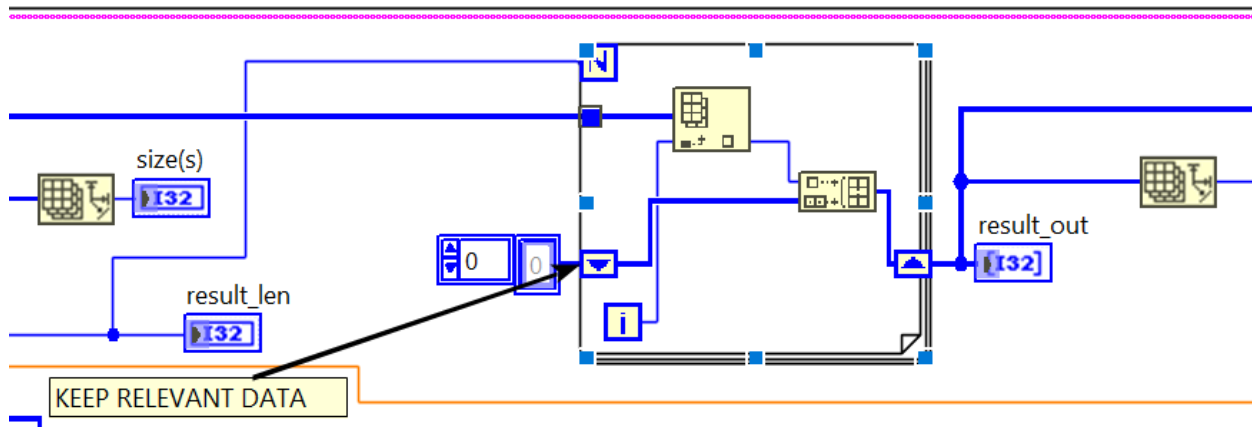 N
size(s)
I32
0
0
result_out
[I32]
result_len
I32
i
KEEP RELEVANT DATA